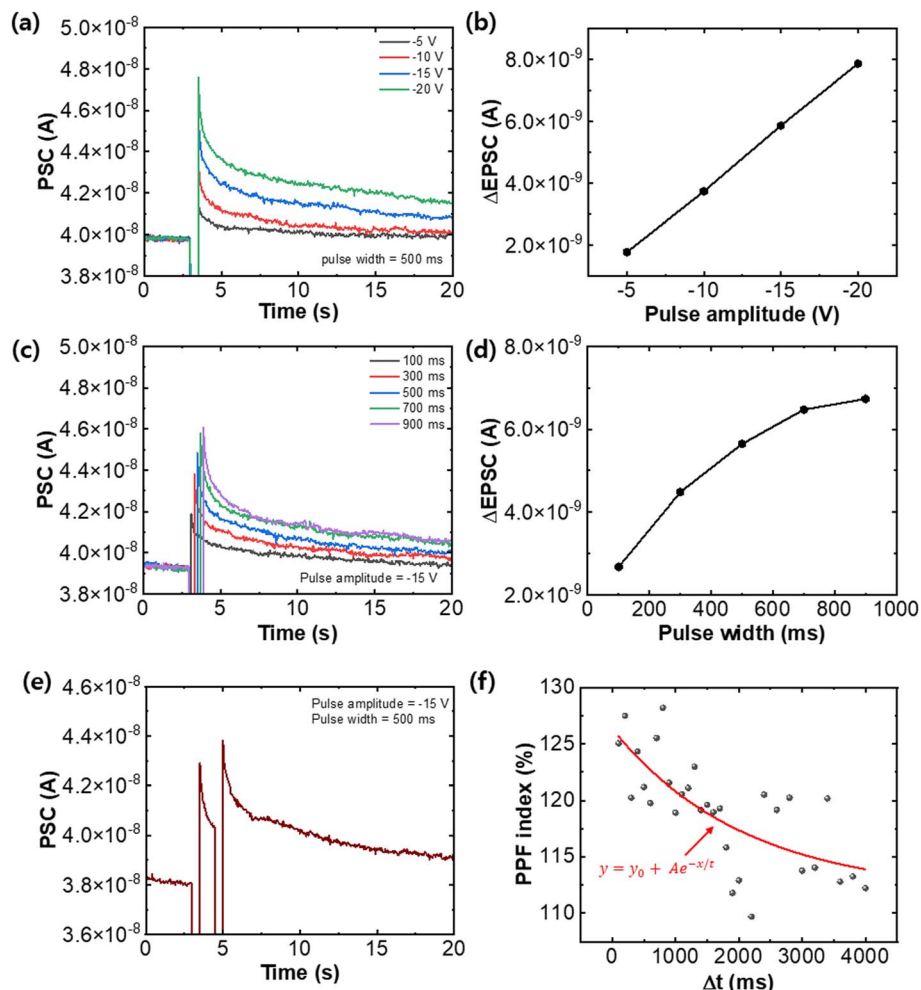 (a)
5.0×10⁻⁸
4.8×10⁻⁸
4.6×10⁻⁸
4.4×10⁻⁸
4.2×10⁻⁸
4.0×10⁻⁸
3.8×10⁻⁸
PSC (A)
-5 V
-10 V
-15 V
-20 V
pulse width = 500 ms
0 5 10 15 20
Time (s)
(b)
8.0×10⁻⁹
6.0×10⁻⁹
4.0×10⁻⁹
2.0×10⁻⁹
ΔEPSC (A)
-5 -10 -15 -20
Pulse amplitude (V)
(c)
5.0×10⁻⁸
4.8×10⁻⁸
4.6×10⁻⁸
4.4×10⁻⁸
4.2×10⁻⁸
4.0×10⁻⁸
3.8×10⁻⁸
PSC (A)
100 ms
300 ms
500 ms
700 ms
900 ms
Pulse amplitude = -15 V
0 5 10 15 20
Time (s)
(d)
8.0×10⁻⁹
6.0×10⁻⁹
4.0×10⁻⁹
2.0×10⁻⁹
ΔEPSC (A)
0 200 400 600 800 1000
Pulse width (ms)
(e)
4.6×10⁻⁸
4.4×10⁻⁸
4.2×10⁻⁸
4.0×10⁻⁸
3.8×10⁻⁸
3.6×10⁻⁸
PSC (A)
Pulse amplitude = -15 V
Pulse width = 500 ms
0 5 10 15 20
Time (s)
(f)
130
125
120
115
110
PPF index (%)
y = y₀ + Ae^(-x/t)
0 1000 2000 3000 4000
Δt (ms)